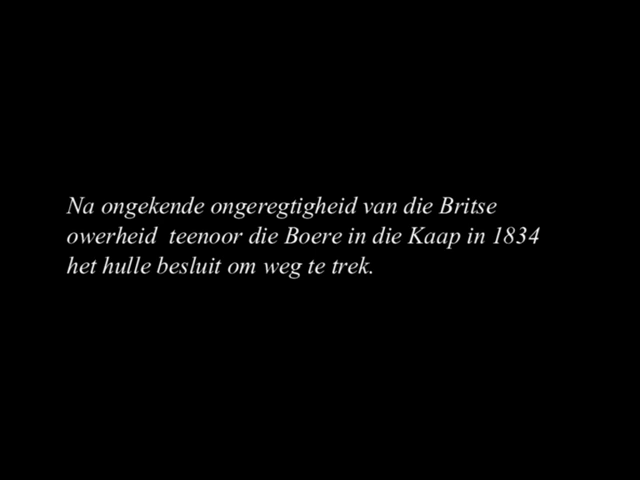 Na ongekende ongeregtigheid van die Britse
owerheid  teenoor die Boere in die Kaap in 1834
het hulle besluit om weg te trek.